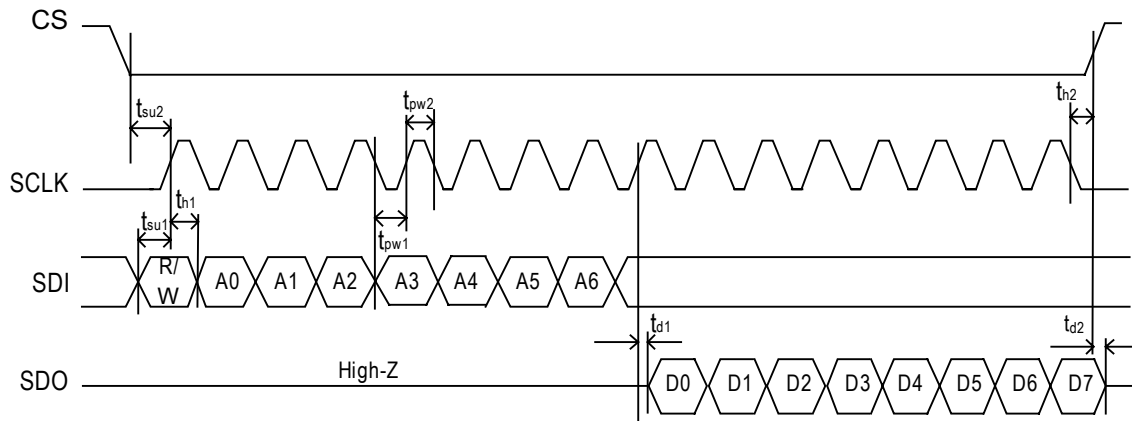 CS
tsu2
tpw2
th2
SCLK
tsu1
th1
tpw1
SDI
R/
W
A0
A1
A2
A3
A4
A5
A6
td1
td2
SDO
High-Z
D0
D1
D2
D3
D4
D5
D6
D7